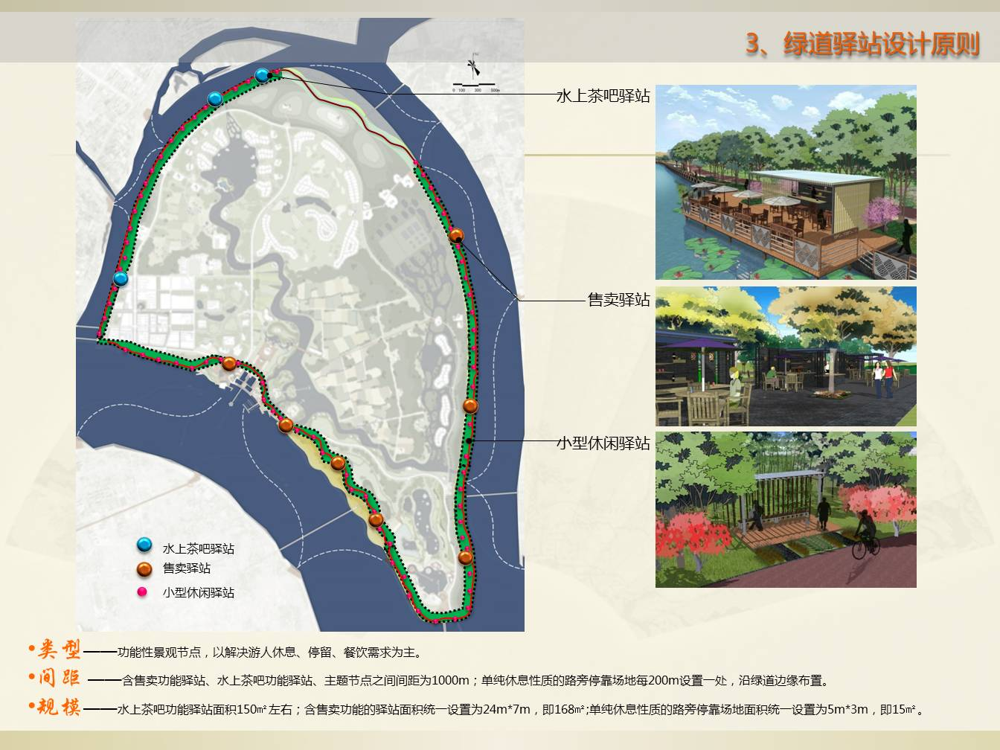 3、绿道驿站设计原则
0 100 300 500m
水上茶吧驿站
售卖驿站
小型休闲驿站
水上茶吧驿站
售卖驿站
小型休闲驿站
•类型——功能性景观节点，以解决游人休息、停留、餐饮需求为主。
•间距——含售卖功能驿站、水上茶吧功能驿站、主题节点之间间距为1000m；单纯休息性质的路旁停靠场地每200m设置一处，沿绿道边缘布置。
•规模——水上茶吧功能驿站面积150㎡左右；含售卖功能的驿站面积统一设置为24m*7m，即168㎡;单纯休息性质的路旁停靠场地面积统一设置为5m*3m，即15㎡。